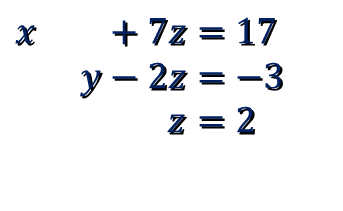 x + 7z = 17
y − 2z = −3
z = 2